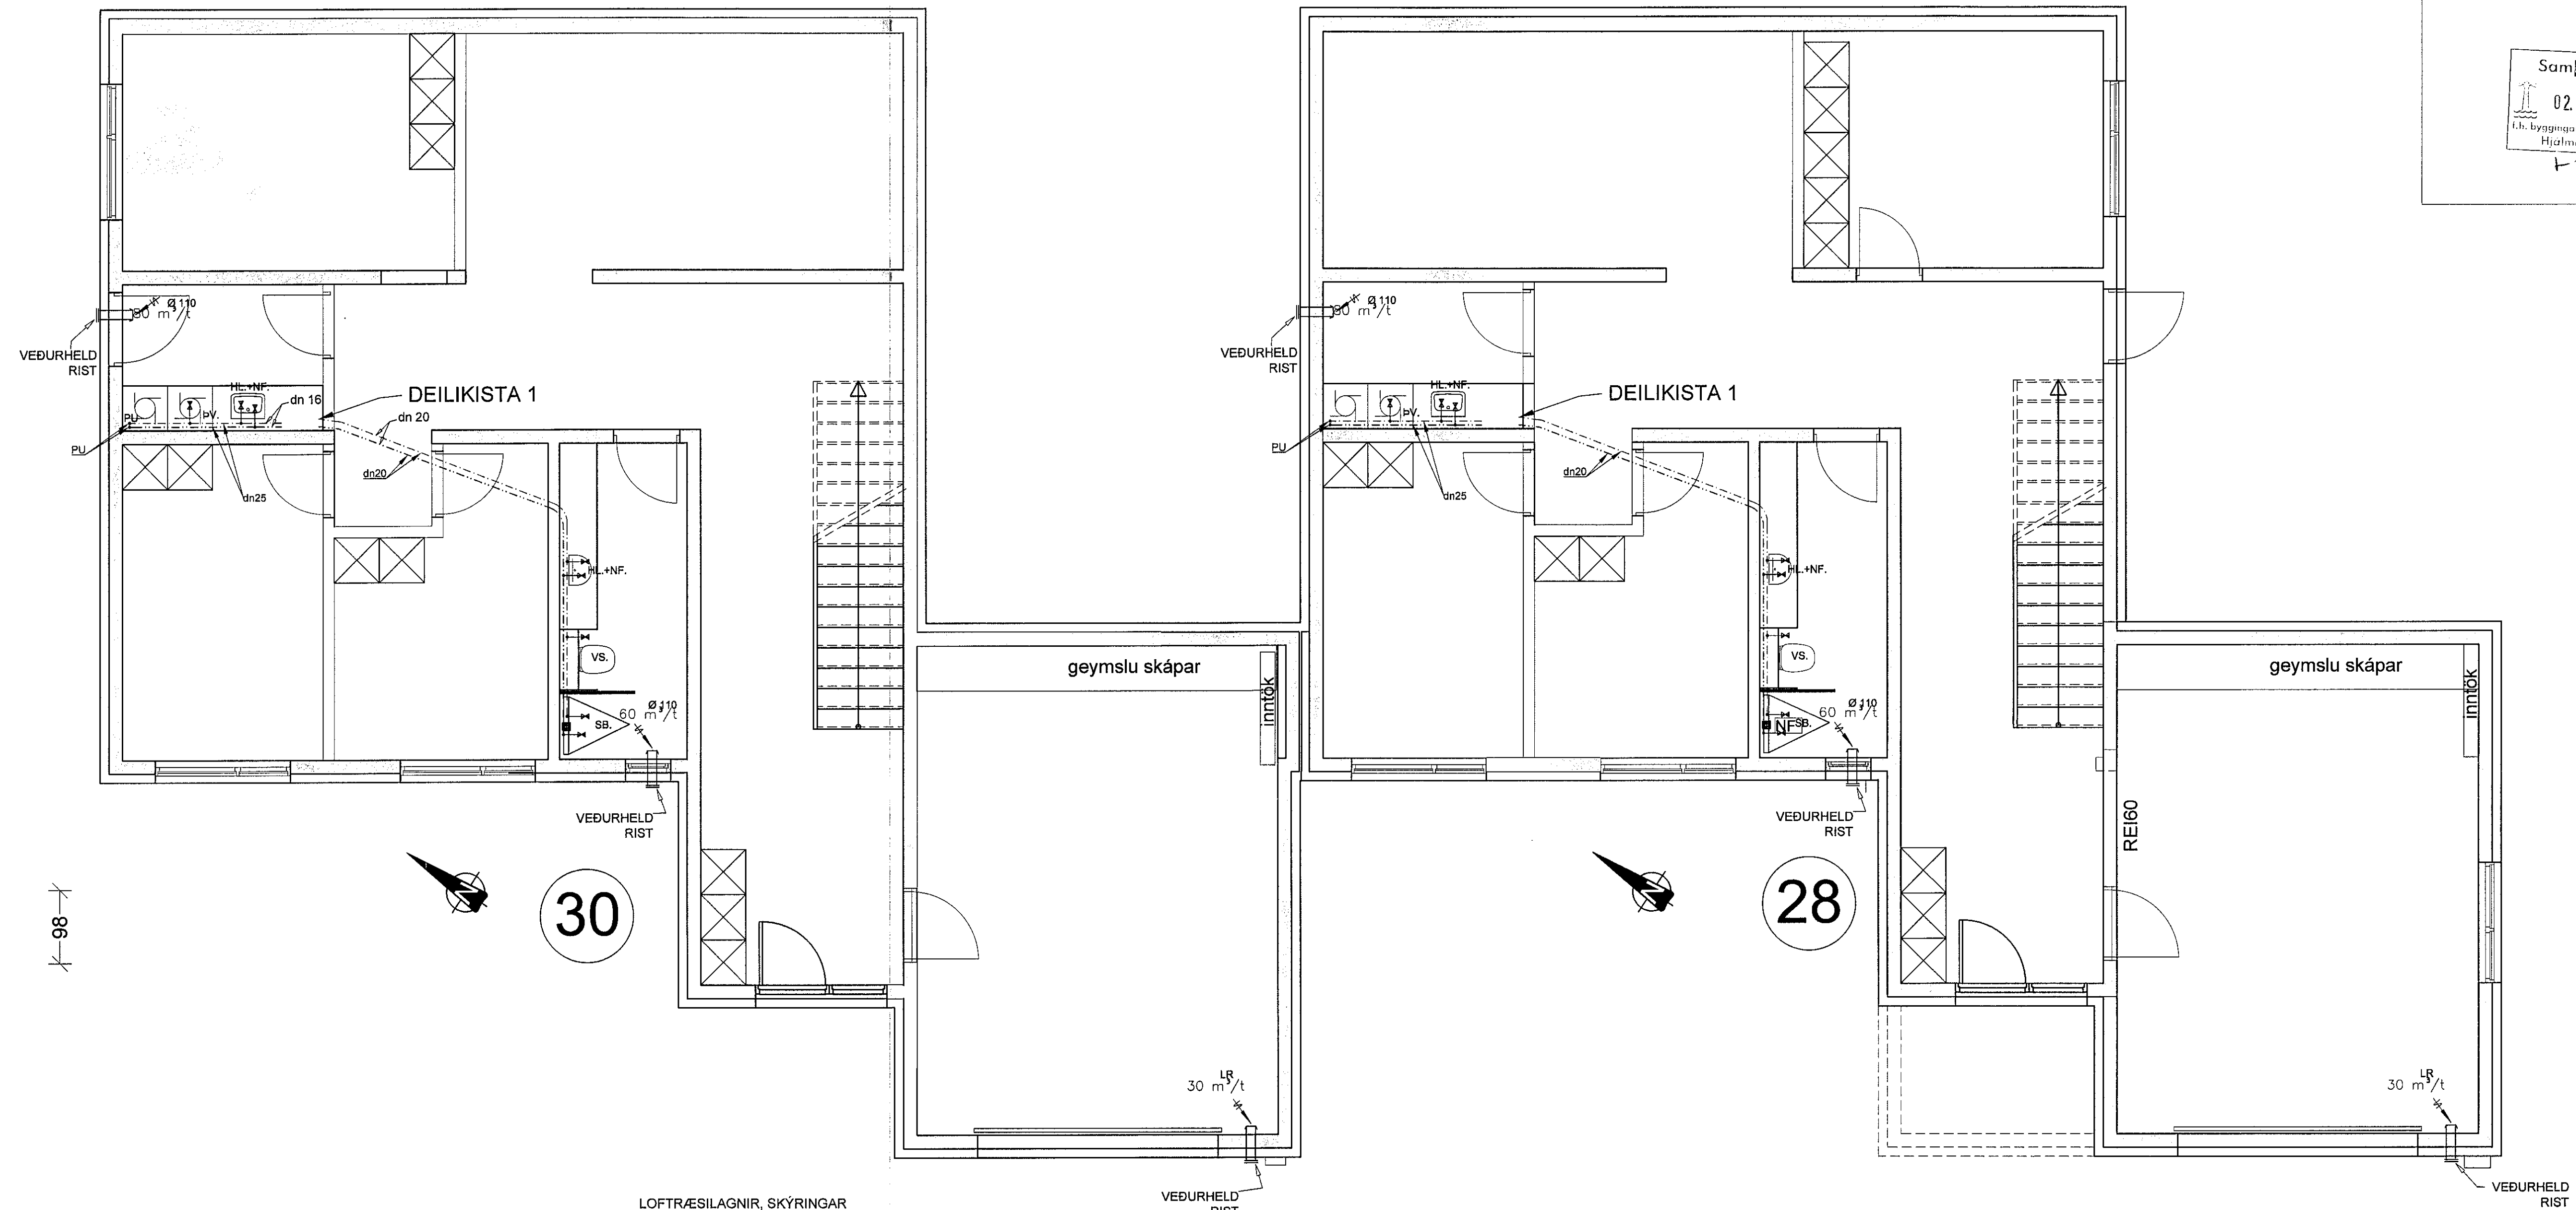 Ø 110
80 m³/t
VEÐURHELD
RIST
HL.+NF.
dn 16
DEILIKISTA 1
dn 20
PU
ÞV.
PU
dn20
dn25
HL.+NF.
VS.
SB.
Ø 110
60 m³/t
VEÐURHELD
RIST
geymslu skápar
inntök
30
N
98
LR
30 m³/t
VEÐURHELD
RIST
LOFTRÆSILAGNIR, SKÝRINGAR
Ø 110
80 m³/t
VEÐURHELD
RIST
HL.+NF.
DEILIKISTA 1
ÞV.
PU
dn20
dn25
HL.+NF.
VS.
NF
SB.
Ø 110
60 m³/t
VEÐURHELD
RIST
geymslu skápar
inntök
REI60
28
N
LR
30 m³/t
VEÐURHELD
RIST
02.
f.h. bygginga